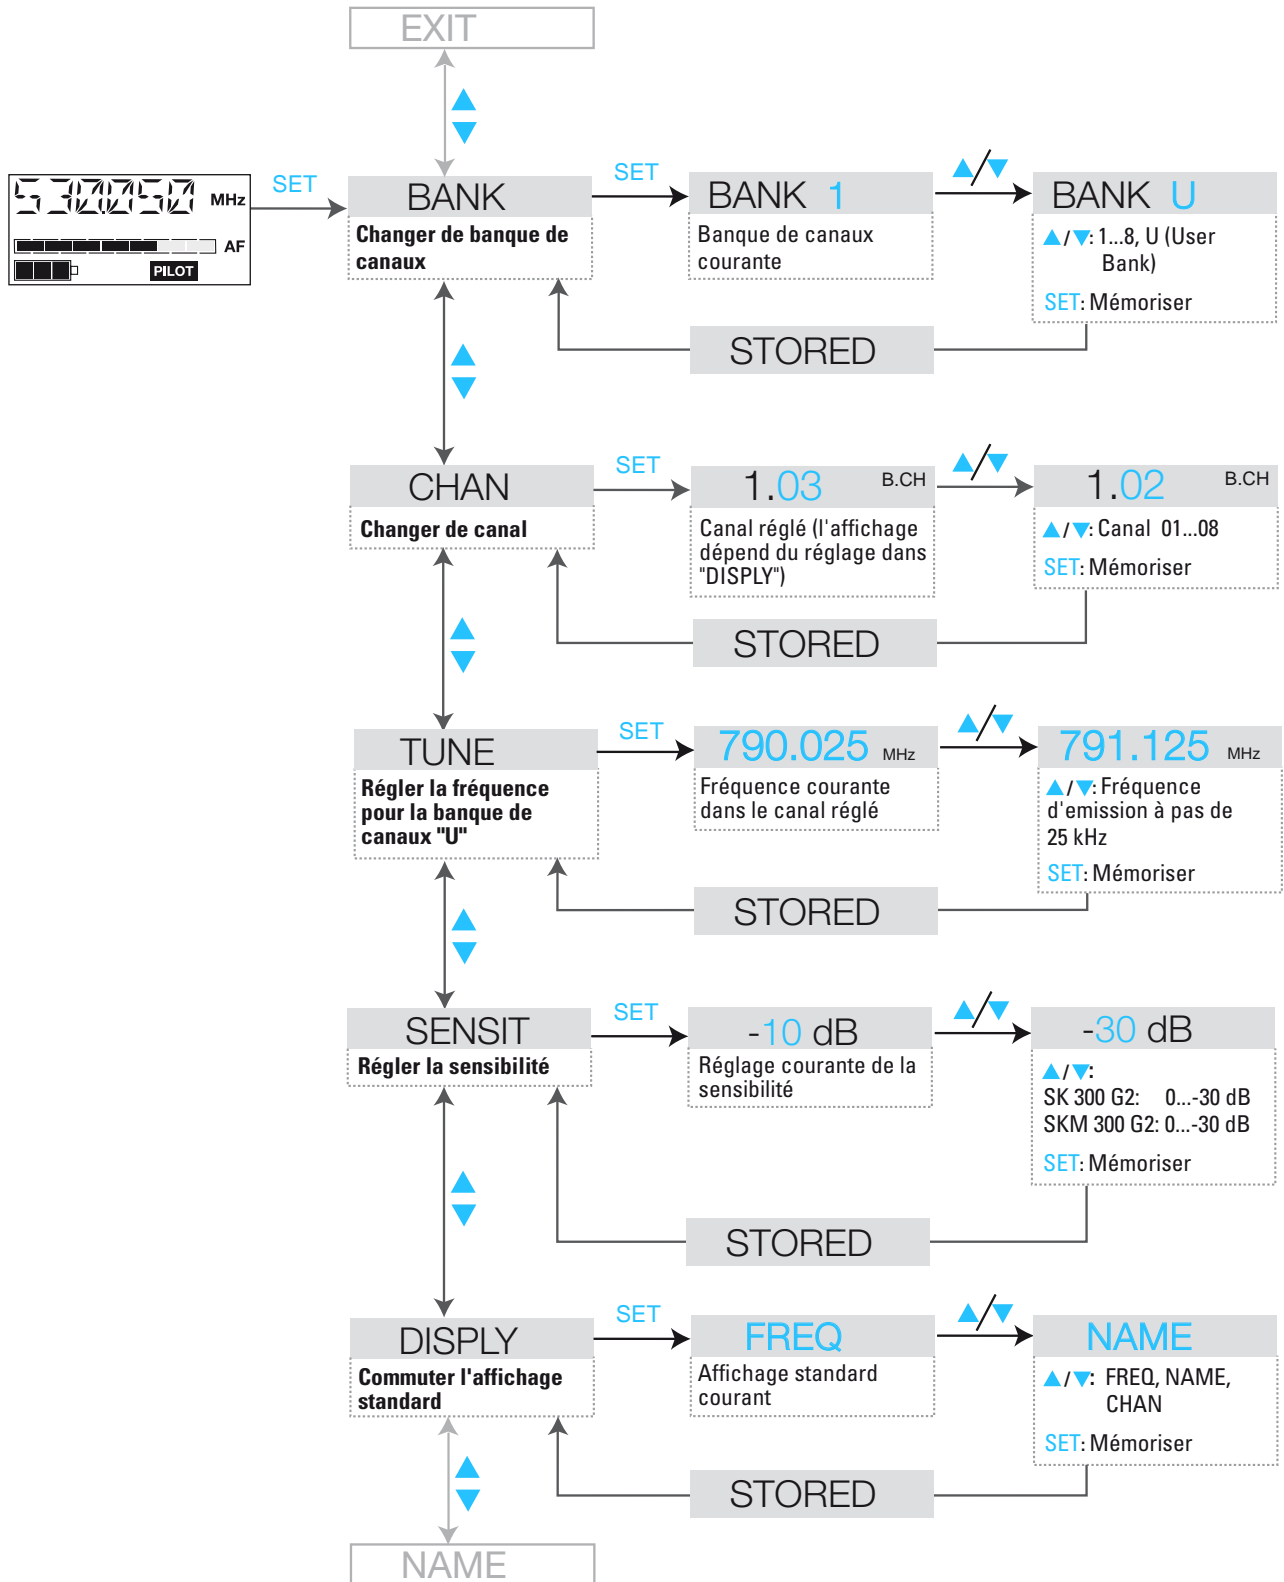 EXIT
530.050 MHz
AF
PILOT
SET
BANK
Changer de banque de
canaux
SET
BANK 1
Banque de canaux
courante
▲/▼
BANK U
▲/▼: 1...8, U (User
Bank)
SET: Mémoriser
STORED
CHAN
Changer de canal
SET
1.03 B.CH
Canal réglé (l'affichage
dépend du réglage dans
"DISPLY")
▲/▼
1.02 B.CH
▲/▼: Canal 01...08
SET: Mémoriser
STORED
TUNE
Régler la fréquence
pour la banque de
canaux "U"
SET
790.025 MHz
Fréquence courante
dans le canal réglé
▲/▼
791.125 MHz
▲/▼: Fréquence
d'emission à pas de
25 kHz
SET: Mémoriser
STORED
SENSIT
Régler la sensibilité
SET
-10 dB
Réglage courante de la
sensibilité
▲/▼
-30 dB
▲/▼:
SK 300 G2: 0...-30 dB
SKM 300 G2: 0...-30 dB
SET: Mémoriser
STORED
DISPLY
Commuter l'affichage
standard
SET
FREQ
Affichage standard
courant
▲/▼
NAME
▲/▼: FREQ, NAME,
CHAN
SET: Mémoriser
STORED
NAME